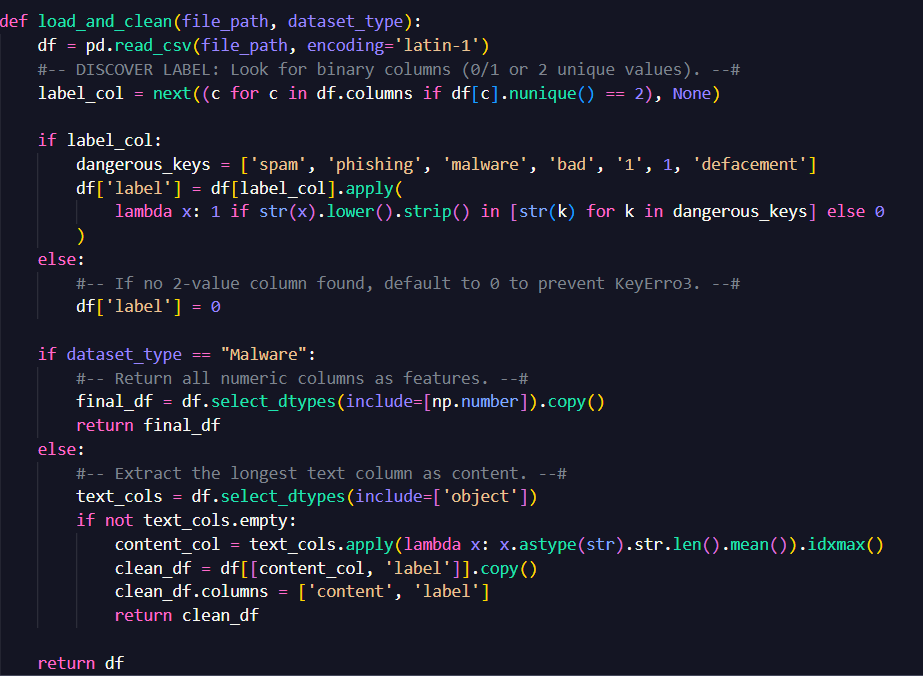 def load_and_clean(file_path, dataset_type):
    df = pd.read_csv(file_path, encoding='latin-1')
    #-- DISCOVER LABEL: Look for binary columns (0/1 or 2 unique values). --#
    label_col = next((c for c in df.columns if df[c].nunique() == 2), None)

    if label_col:
        dangerous_keys = ['spam', 'phishing', 'malware', 'bad', '1', 1, 'defacement']
        df['label'] = df[label_col].apply(
            lambda x: 1 if str(x).lower().strip() in [str(k) for k in dangerous_keys] else 0
        )
    else:
        #-- If no 2-value column found, default to 0 to prevent KeyErro3. --#
        df['label'] = 0

    if dataset_type == "Malware":
        #-- Return all numeric columns as features. --#
        final_df = df.select_dtypes(include=[np.number]).copy()
        return final_df
    else:
        #-- Extract the longest text column as content. --#
        text_cols = df.select_dtypes(include=['object'])
        if not text_cols.empty:
            content_col = text_cols.apply(lambda x: x.astype(str).str.len().mean()).idxmax()
            clean_df = df[[content_col, 'label']].copy()
            clean_df.columns = ['content', 'label']
            return clean_df

    return df